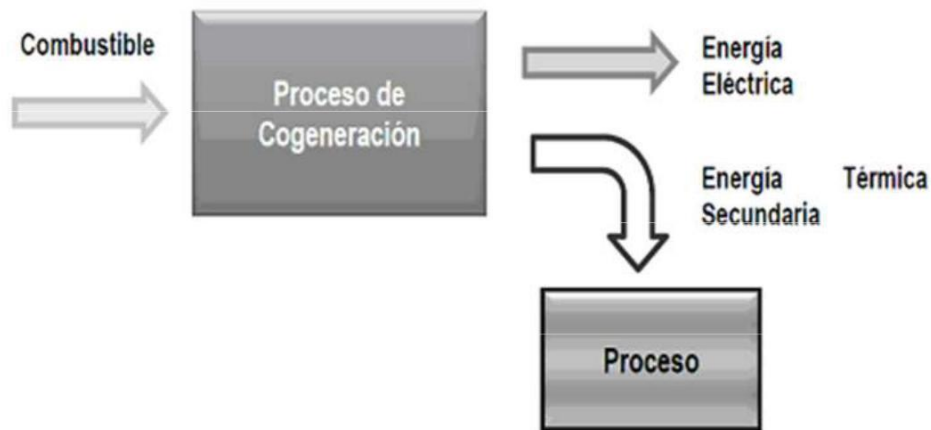 Combustible
Proceso de
Cogeneración
Energía
Eléctrica
Energía Térmica
Secundaria
Proceso